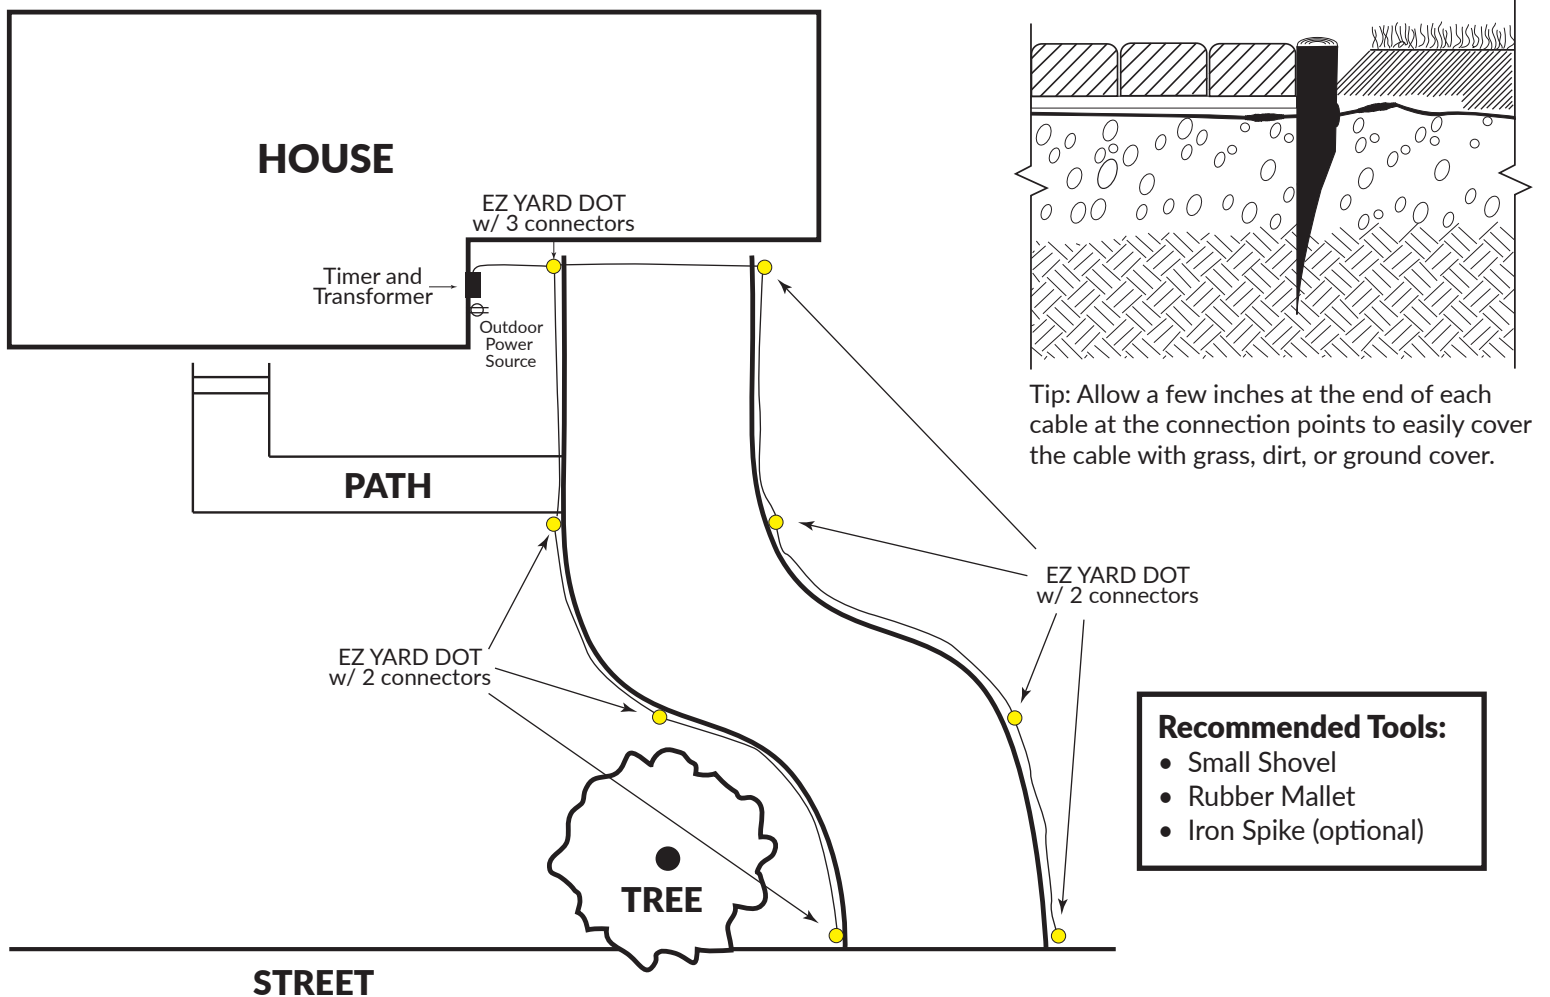 HOUSE
EZ YARD DOT
w/ 3 connectors
Timer and
Transformer
Outdoor
Power
Source
PATH
Tip: Allow a few inches at the end of each
cable at the connection points to easily cover
the cable with grass, dirt, or ground cover.
EZ YARD DOT
w/ 2 connectors
EZ YARD DOT
w/ 2 connectors
Recommended Tools:
• Small Shovel
• Rubber Mallet
• Iron Spike (optional)
TREE
STREET